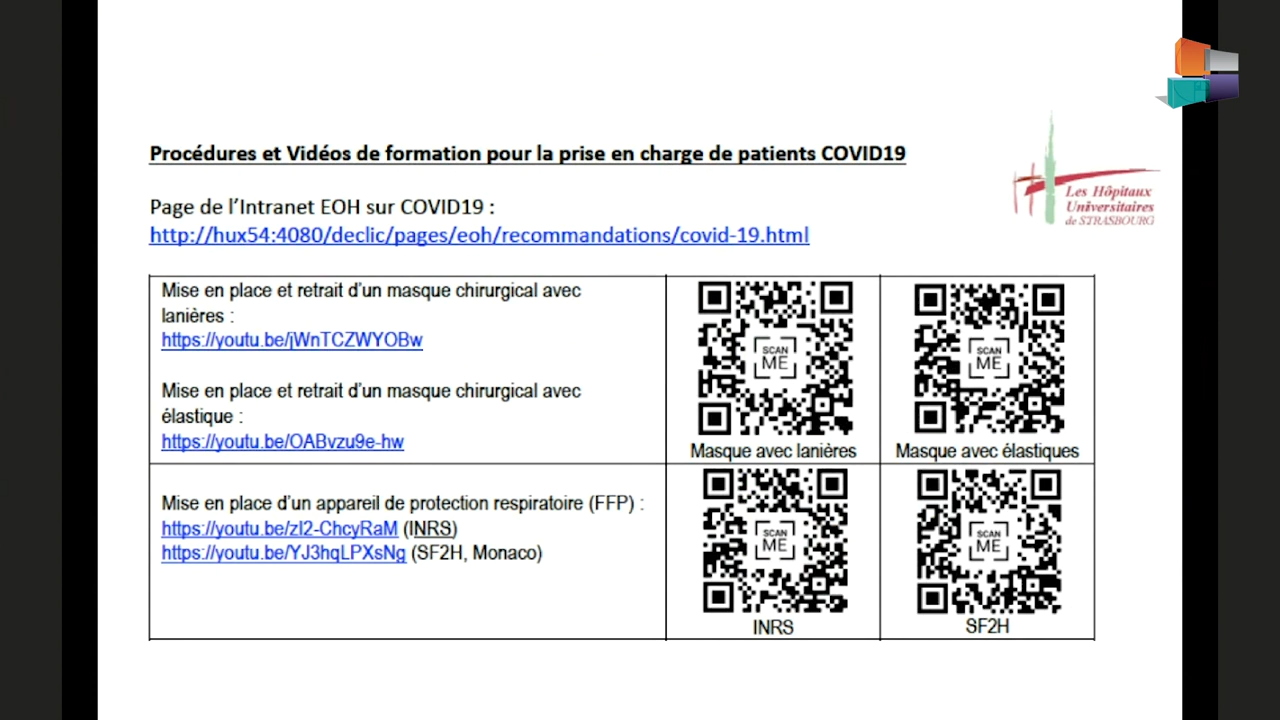 Procédures et Vidéos de formation pour la prise en charge de patients COVID19
Les Hôpitaux
Universitaires
de STRASBOURG
Page de l'Intranet EOH sur COVID19 :
http://hux54:4080/declic/pages/eoh/recommandations/covid-19.html
Mise en place et retrait d'un masque chirurgical avec
lanières :
https://youtu.be/jWnTCZWYOBw
Mise en place et retrait d'un masque chirurgical avec
élastique :
https://youtu.be/OABvzu9e-hw
SCAN
ME
Masque avec lanières
SCAN
ME
Masque avec élastiques
Mise en place d'un appareil de protection respiratoire (FFP) :
https://youtu.be/zI2-ChcyRaM (INRS)
https://youtu.be/YJ3hqLPXsNg (SF2H, Monaco)
SCAN
ME
INRS
SCAN
ME
SF2H